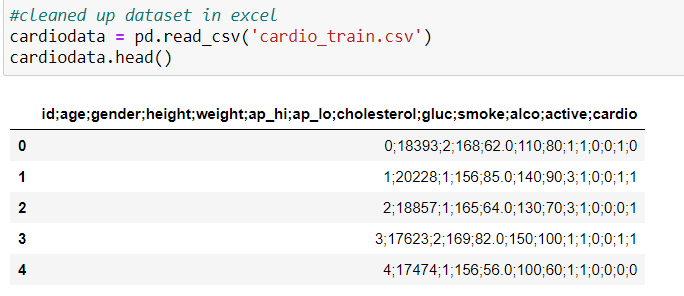 #cleaned up dataset in excel
cardiodata = pd.read_csv('cardio_train.csv')
cardiodata.head()
id;age;gender;height;weight;ap_hi;ap_lo;cholesterol;gluc;smoke;alco;active;cardio
0 0;18393;2;168;62.0;110;80;1;1;0;0;1;0
1 1;20228;1;156;85.0;140;90;3;1;0;0;1;1
2 2;18857;1;165;64.0;130;70;3;1;0;0;0;1
3 3;17623;2;169;82.0;150;100;1;1;0;0;1;1
4 4;17474;1;156;56.0;100;60;1;1;0;0;0;0